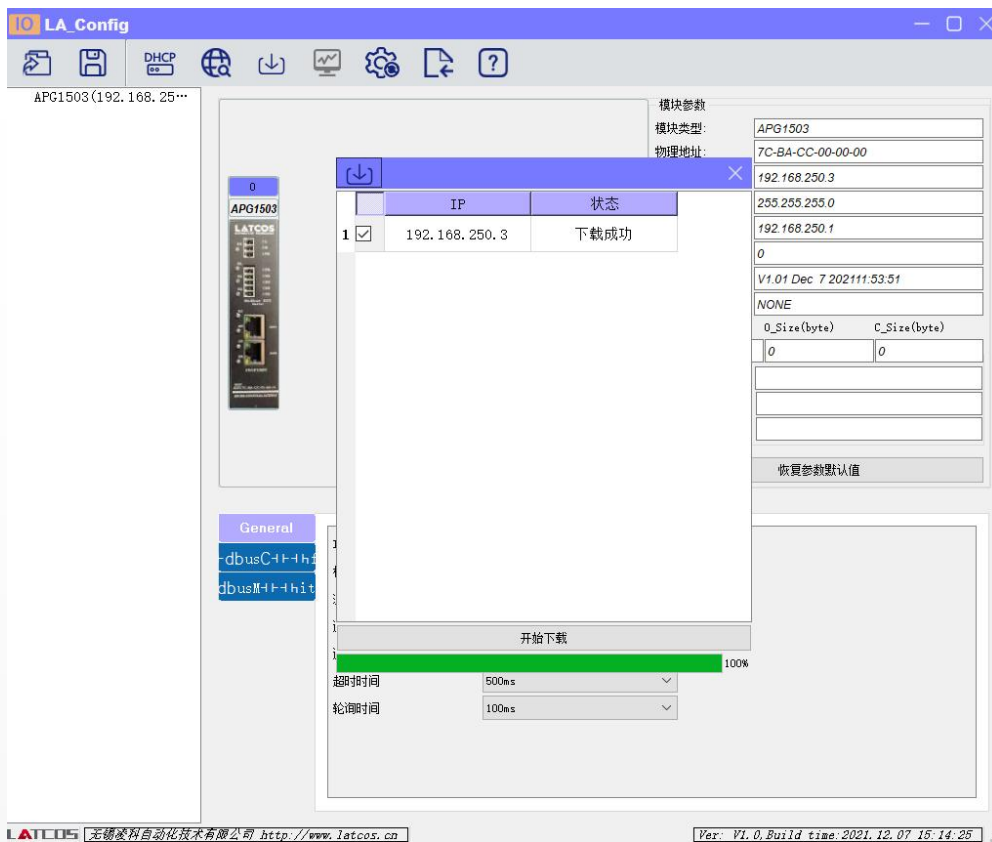 IO LA_Config
DHCP
APG1503(192.168.25…
模块参数
模块类型: APG1503
物理地址: 7C-BA-CC-00-00-00
192.168.250.3
255.255.255.0
192.168.250.1
0
V1.01 Dec 7 202111:53:51
NONE
O_Size(byte) C_Size(byte)
0 0
恢复参数默认值
0
APG1503
LATCOS
IP 状态
1 192.168.250.3 下载成功
开始下载
100%
General
超时时间 500ms
轮询时间 100ms
LATCOS 无锡凌科自动化技术有限公司 http://www.latcos.cn
Ver: V1.0,Build time:2021.12.07 15:14:25